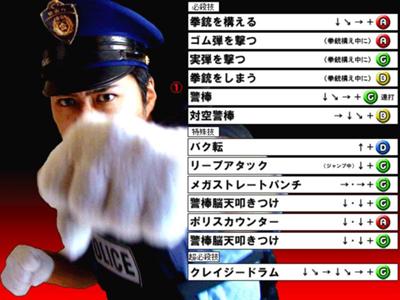 必殺技
拳銃を構える ↓↘→+A
ゴム弾を撃つ (拳銃構え中に) A
実弾を撃つ (拳銃構え中に) G
拳銃をしまう (拳銃構え中に) D
警棒 ↓↘→+G 連打
対空警棒 →↓↘+D
①
特殊技
バク転 ↑+D
リープアタック (ジャンプ中) ↓+G
メガストレートパンチ →・→+G
警棒脳天叩きつけ ↓・↓+G
ポリスカウンター ↓・↓+A
警棒脳天叩きつけ ↓・↓+G
超必殺技
クレイジードラム ↓↘→↓↘→+G
POLICE